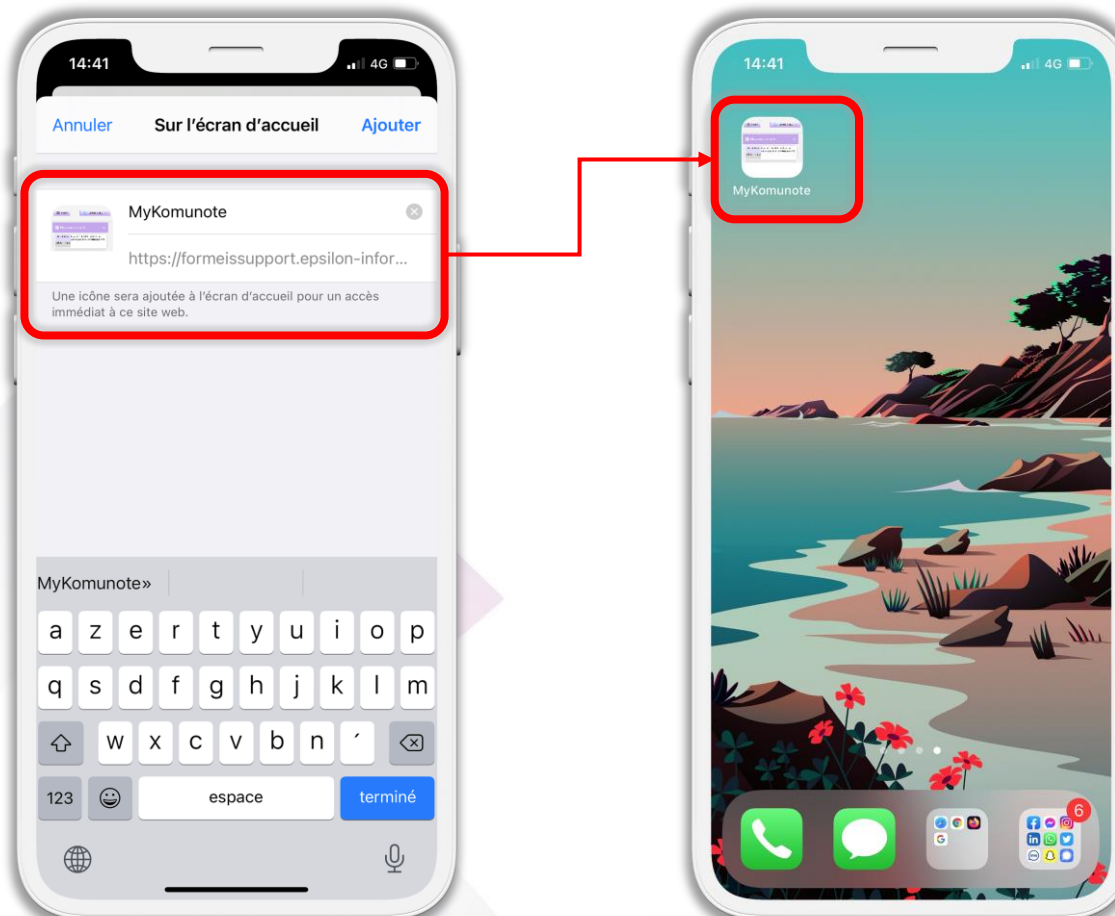 14:41
4G
Annuler Sur l'écran d'accueil Ajouter
MyKomunote
https://formeissupport.epsilon-infor...
Une icône sera ajoutée à l'écran d'accueil pour un accès
immédiat à ce site web.
MyKomunote»
a z e r t y u i o p
q s d f g h j k l m
w x c v b n ´
123 espace terminé
14:41
4G
MyKomunote
6